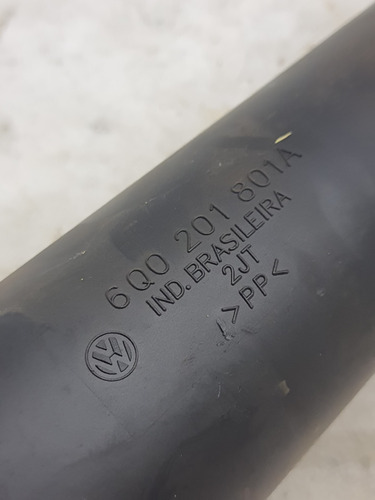 6Q0 201 801A
IND. BRASILEIRA
2JT
>PP<